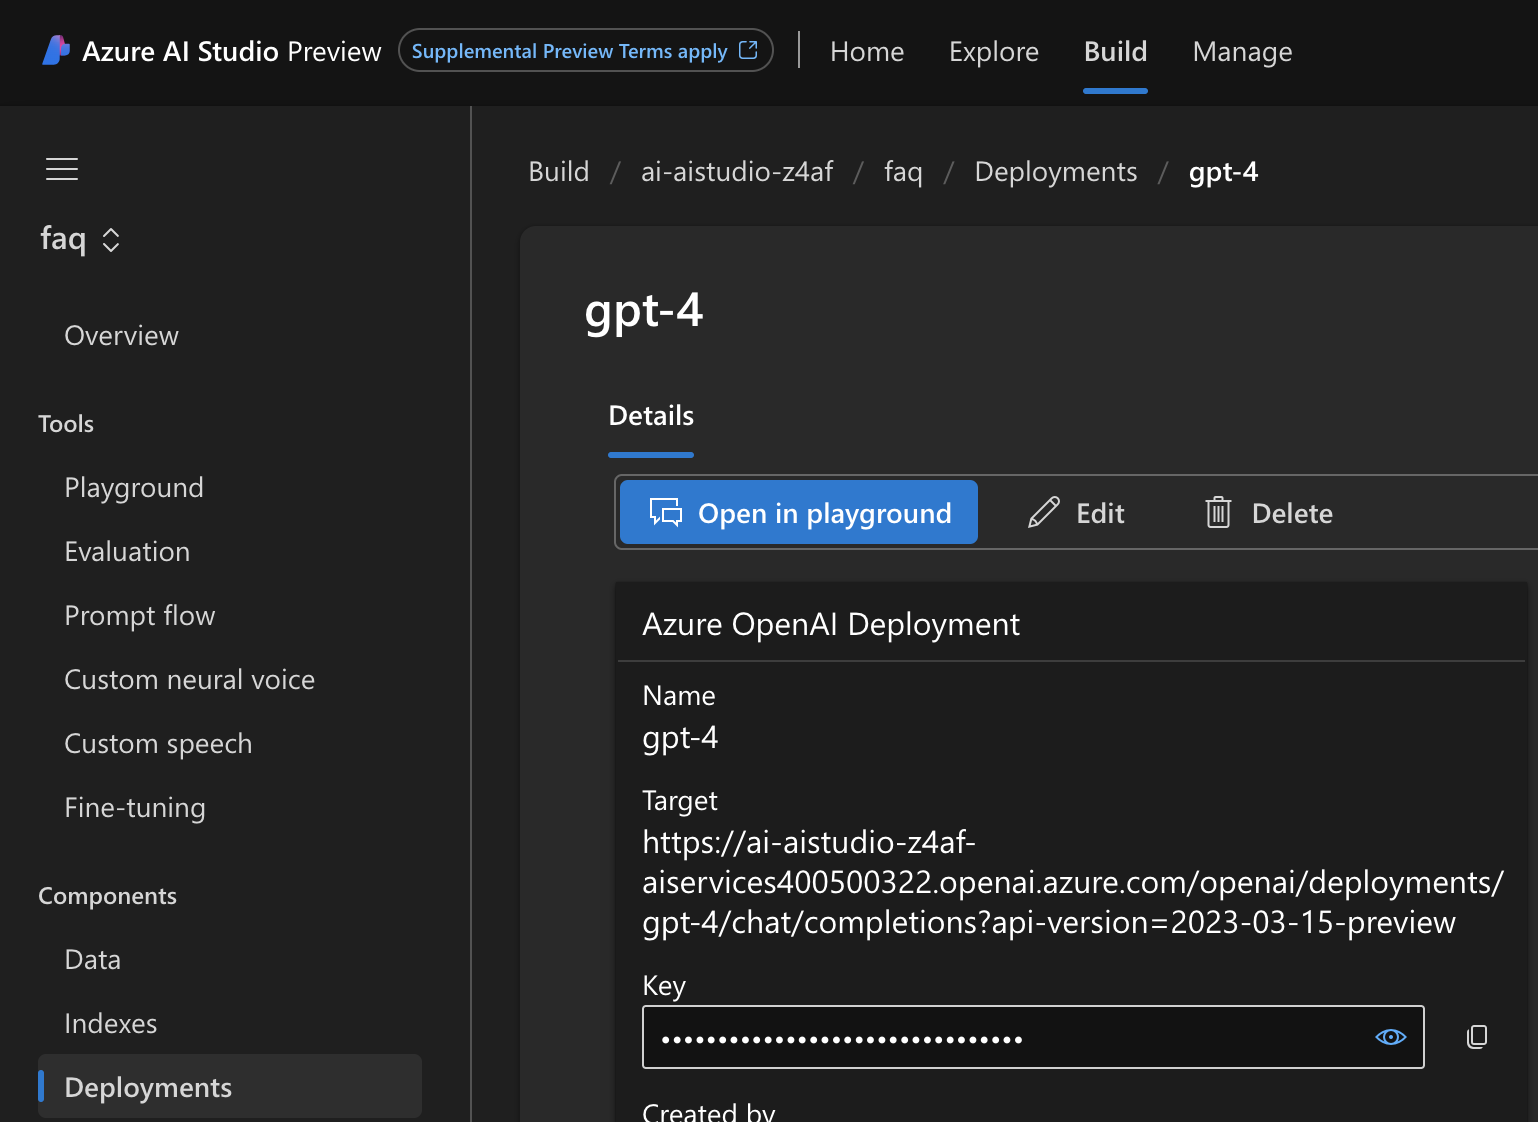 Azure AI Studio Preview
Supplemental Preview Terms apply
Home
Explore
Build
Manage
faq
Overview
Tools
Playground
Evaluation
Prompt flow
Custom neural voice
Custom speech
Fine-tuning
Components
Data
Indexes
Deployments
Build / ai-aistudio-z4af / faq / Deployments / gpt-4
gpt-4
Details
Open in playground
Edit
Delete
Azure OpenAI Deployment
Name
gpt-4
Target
https://ai-aistudio-z4af-
aiservices400500322.openai.azure.com/openai/deployments/
gpt-4/chat/completions?api-version=2023-03-15-preview
Key
••••••••••••••••••••••••••••••••
Created by